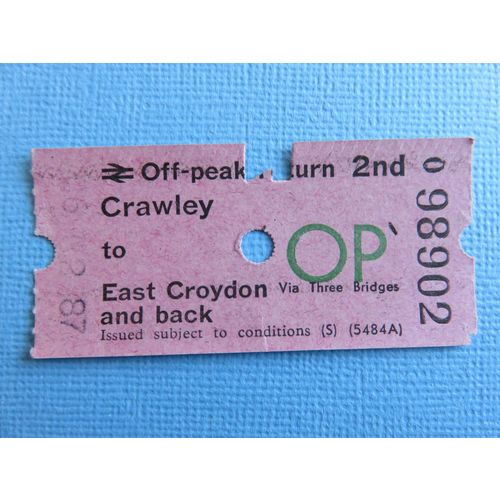 Off-peak turn 2nd
Crawley
to
OP
East Croydon Via Three Bridges
and back
Issued subject to conditions (S) (5484A)
098902
87